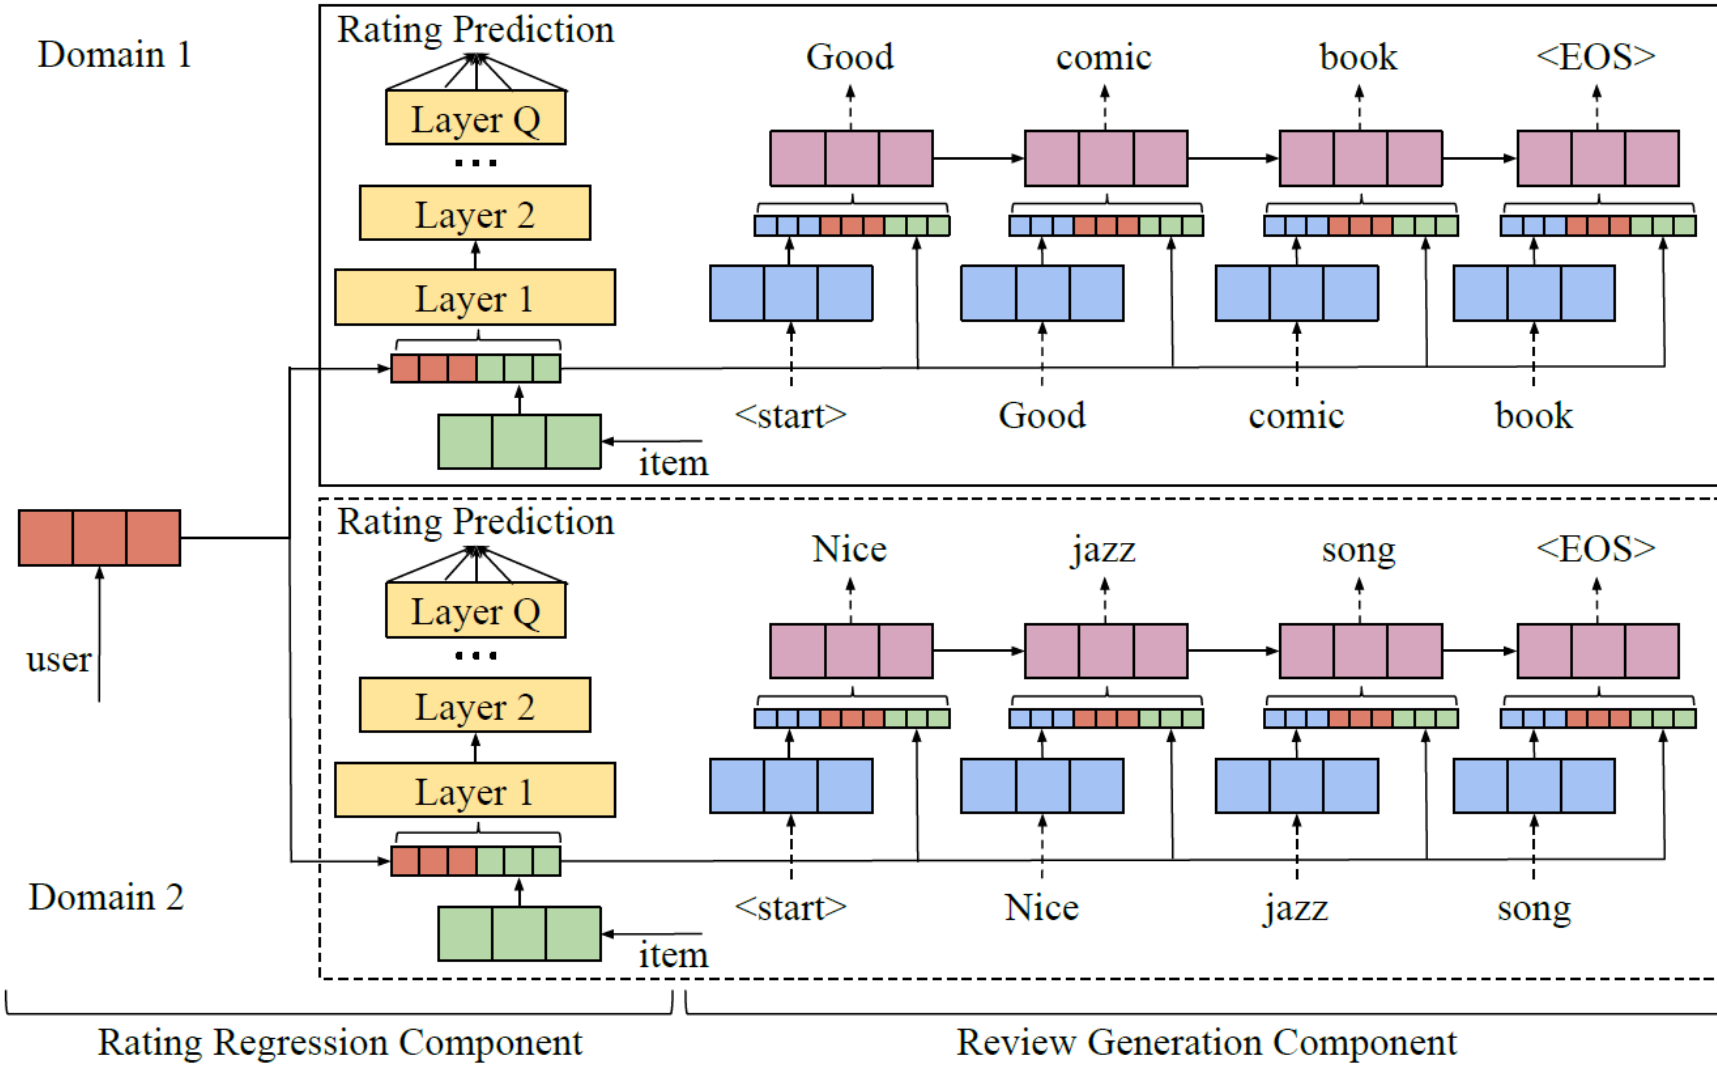 Domain 1
Rating Prediction
Layer Q
...
Layer 2
Layer 1
item
Good comic book <EOS>
<start> Good comic book
user
Domain 2
Rating Prediction
Layer Q
...
Layer 2
Layer 1
item
Nice jazz song <EOS>
<start> Nice jazz song
Rating Regression Component
Review Generation Component